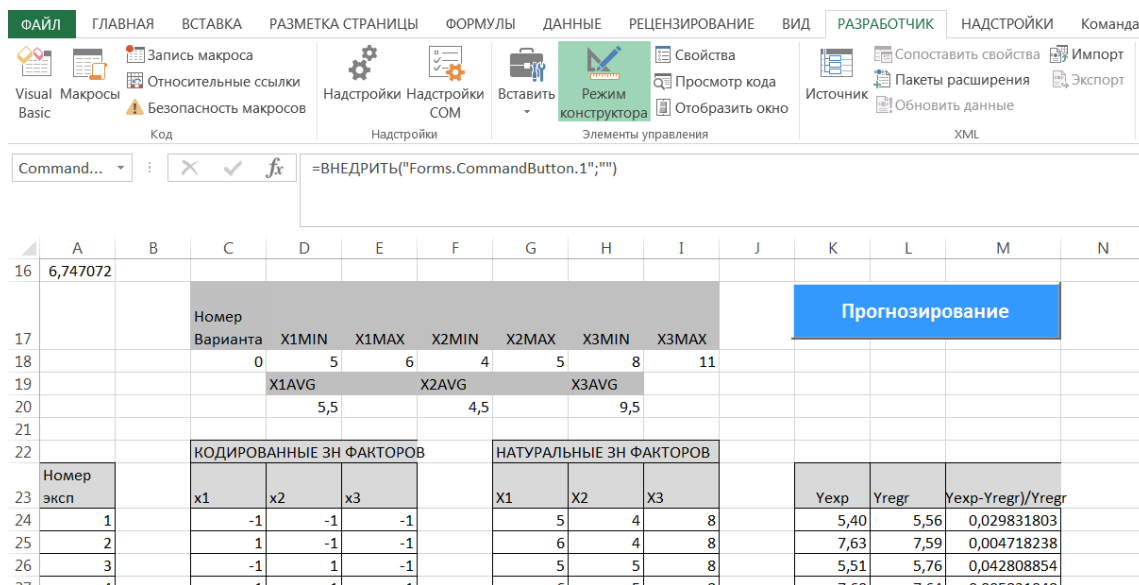 ФАЙЛ ГЛАВНАЯ ВСТАВКА РАЗМЕТКА СТРАНИЦЫ ФОРМУЛЫ ДАННЫЕ РЕЦЕНЗИРОВАНИЕ ВИД РАЗРАБОТЧИК НАДСТРОЙКИ Команда
Visual Basic
Макросы
Запись макроса
Относительные ссылки
Безопасность макросов
Код
Надстройки
Надстройки COM
Надстройки
Вставить
Режим конструктора
Свойства
Просмотр кода
Отобразить окно
Элементы управления
Источник
Сопоставить свойства
Пакеты расширения
Обновить данные
Импорт
Экспорт
XML
Command... fx =ВНЕДРИТЬ("Forms.CommandButton.1";"")
A B C D E F G H I J K L M N
16 6,747072
Прогнозирование
Номер
17 Варианта X1MIN X1MAX X2MIN X2MAX X3MIN X3MAX
18 0 5 6 4 5 8 11
19 X1AVG X2AVG X3AVG
20 5,5 4,5 9,5
21
22 КОДИРОВАННЫЕ ЗН ФАКТОРОВ НАТУРАЛЬНЫЕ ЗН ФАКТОРОВ
Номер
23 эксп x1 x2 x3 X1 X2 X3 Yexp Yregr Yexp-Yregr)/Yregr
24 1 -1 -1 -1 5 4 8 5,40 5,56 0,029831803
25 2 1 -1 -1 6 4 8 7,63 7,59 0,004718238
26 3 -1 1 -1 5 5 8 5,51 5,76 0,042808854